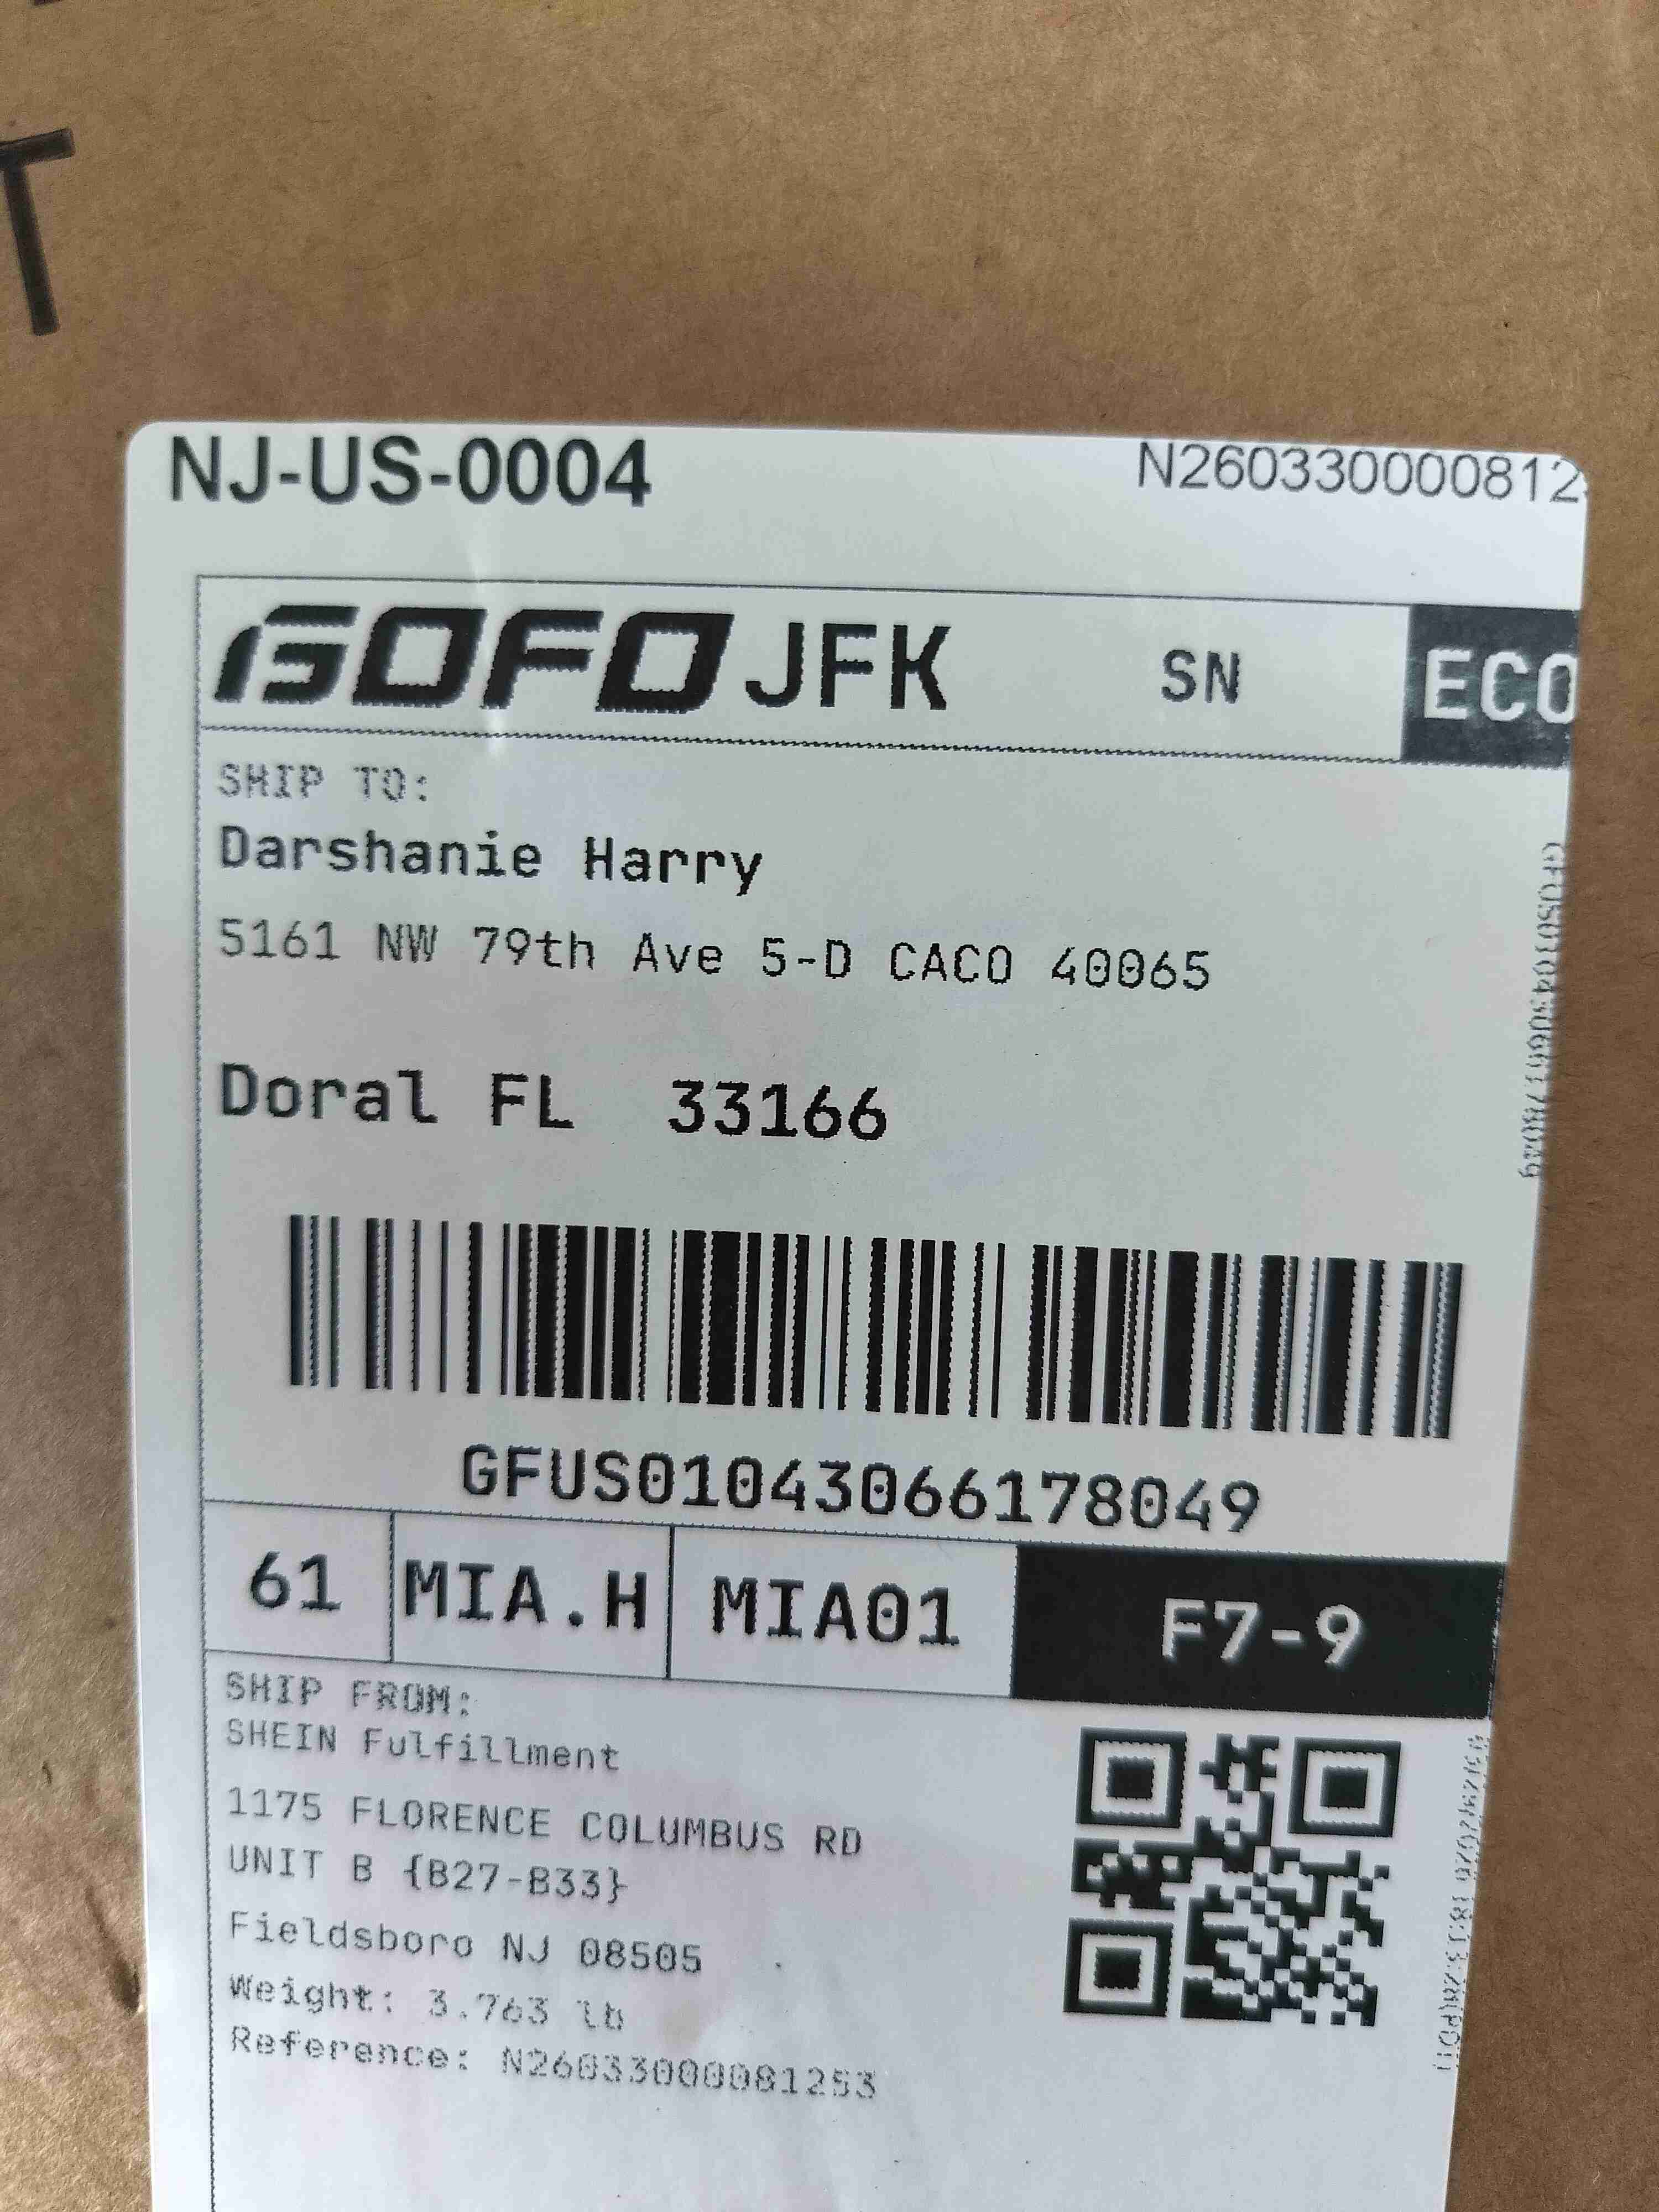 T
NJ-US-0004
N260330000812
GOFO JFK SN ECO
SHIP TO:
Darshanie Harry
5161 NW 79th Ave 5-D CACO 40065
Doral FL 33166
GFUS01043066178049
GFUS01043066178049
61 MIA.H MIA01 F7-9
SHIP FROM:
SHEIN Fulfillment
1175 FLORENCE COLUMBUS RD
UNIT B {B27-B33}
Fieldsboro NJ 08505
Weight: 3.763 lb
Reference: N26033000081253